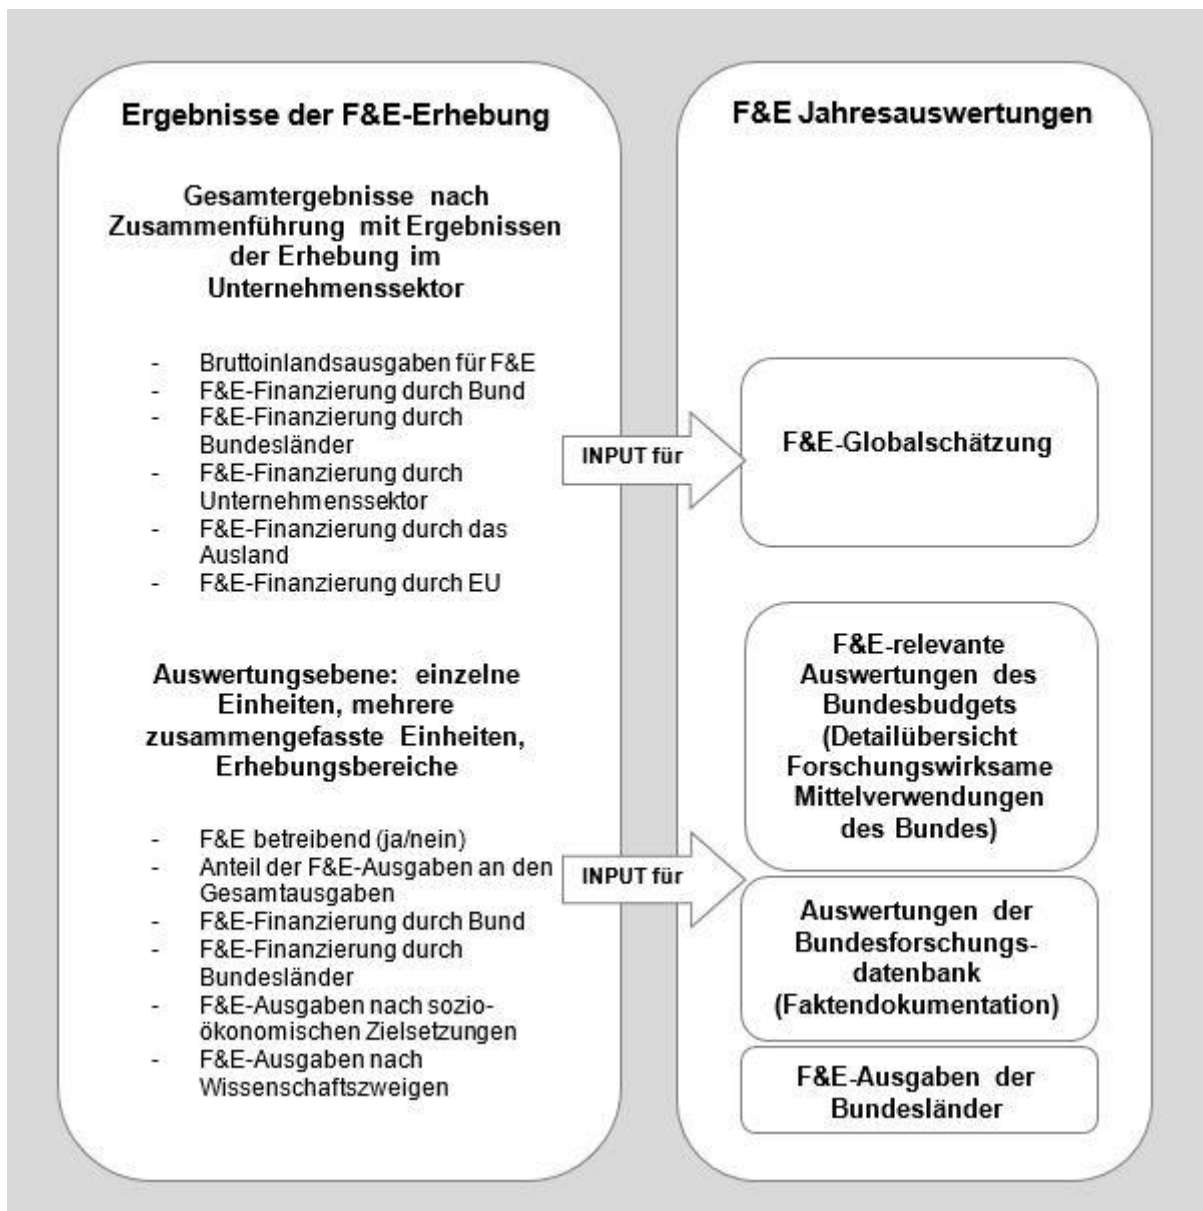 Ergebnisse der F&E-Erhebung
Gesamtergebnisse nach
Zusammenführung mit Ergebnissen
der Erhebung im
Unternehmenssektor
- Bruttoinlandsausgaben für F&E
- F&E-Finanzierung durch Bund
- F&E-Finanzierung durch
Bundesländer
- F&E-Finanzierung durch
Unternehmenssektor
- F&E-Finanzierung durch das
Ausland
- F&E-Finanzierung durch EU
INPUT für
Auswertungsebene: einzelne
Einheiten, mehrere
zusammengefasste Einheiten,
Erhebungsbereiche
- F&E betreibend (ja/nein)
- Anteil der F&E-Ausgaben an den
Gesamtausgaben
- F&E-Finanzierung durch Bund
- F&E-Finanzierung durch
Bundesländer
- F&E-Ausgaben nach sozio-
ökonomischen Zielsetzungen
- F&E-Ausgaben nach
Wissenschaftszweigen
INPUT für
F&E Jahresauswertungen
F&E-Globalschätzung
F&E-relevante
Auswertungen des
Bundesbudgets
(Detailübersicht
Forschungswirksame
Mittelverwendungen
des Bundes)
Auswertungen der
Bundesforschungs-
datenbank
(Faktendokumentation)
F&E-Ausgaben der
Bundesländer